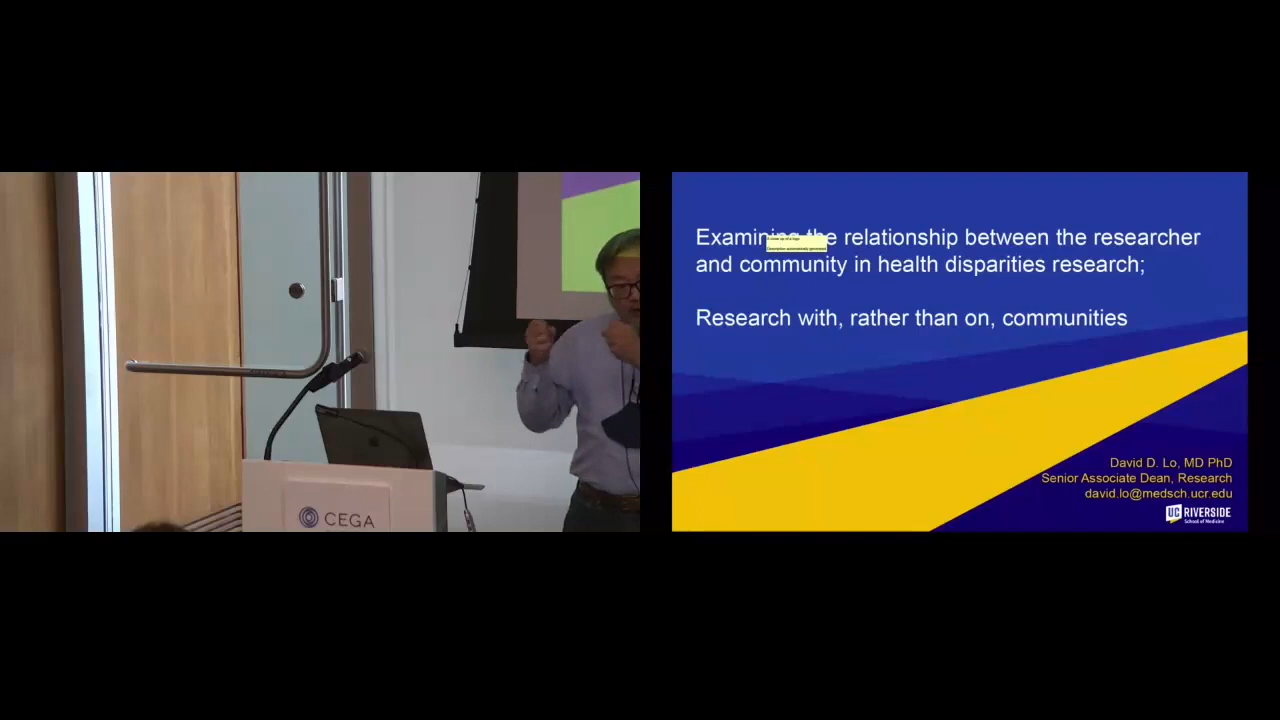 CEGA
Examining the relationship between the researcher
and community in health disparities research;
Research with, rather than on, communities
David D. Lo, MD PhD
Senior Associate Dean, Research
david.lo@medsch.ucr.edu
UC RIVERSIDE
School of Medicine